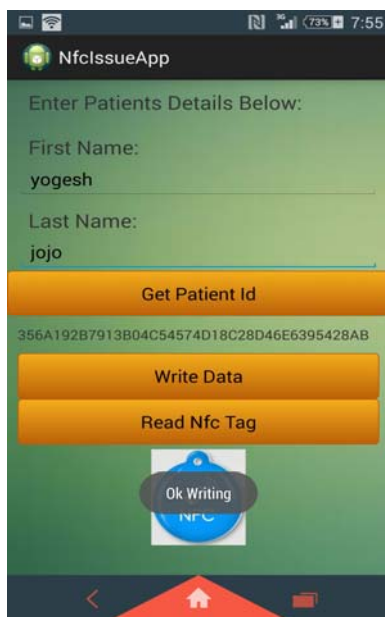 3G 73% 7:55
NfcIssueApp
Enter Patients Details Below:
First Name:
yogesh
Last Name:
jojo
Get Patient Id
356A192B7913B04C54574D18C28D46E6395428AB
Write Data
Read Nfc Tag
Ok Writing
NFC